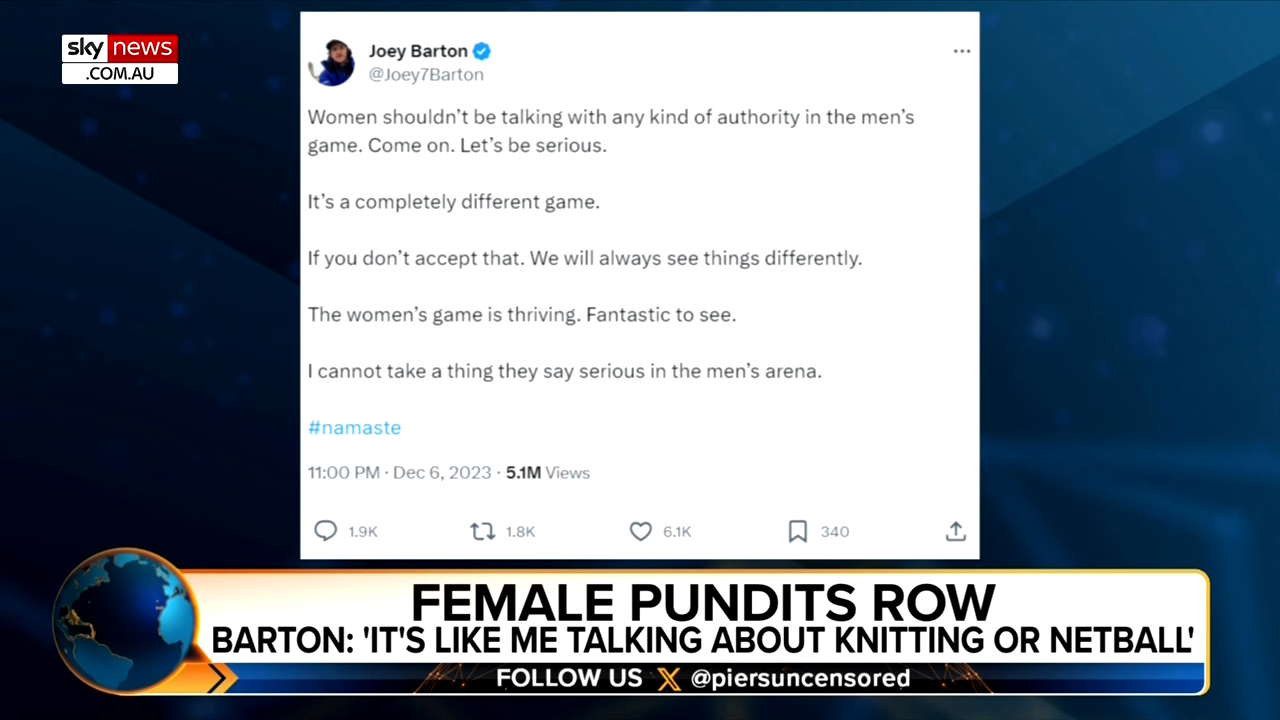 sky news
.COM.AU
Joey Barton
@Joey7Barton
Women shouldn't be talking with any kind of authority in the men's
game. Come on. Let's be serious.
It's a completely different game.
If you don't accept that. We will always see things differently.
The women's game is thriving. Fantastic to see.
I cannot take a thing they say serious in the men's arena.
#namaste
11:00 PM · Dec 6, 2023 · 5.1M Views
1.9K 1.8K 6.1K 340
FEMALE PUNDITS ROW
BARTON: 'IT'S LIKE ME TALKING ABOUT KNITTING OR NETBALL'
FOLLOW US X @piersuncensored